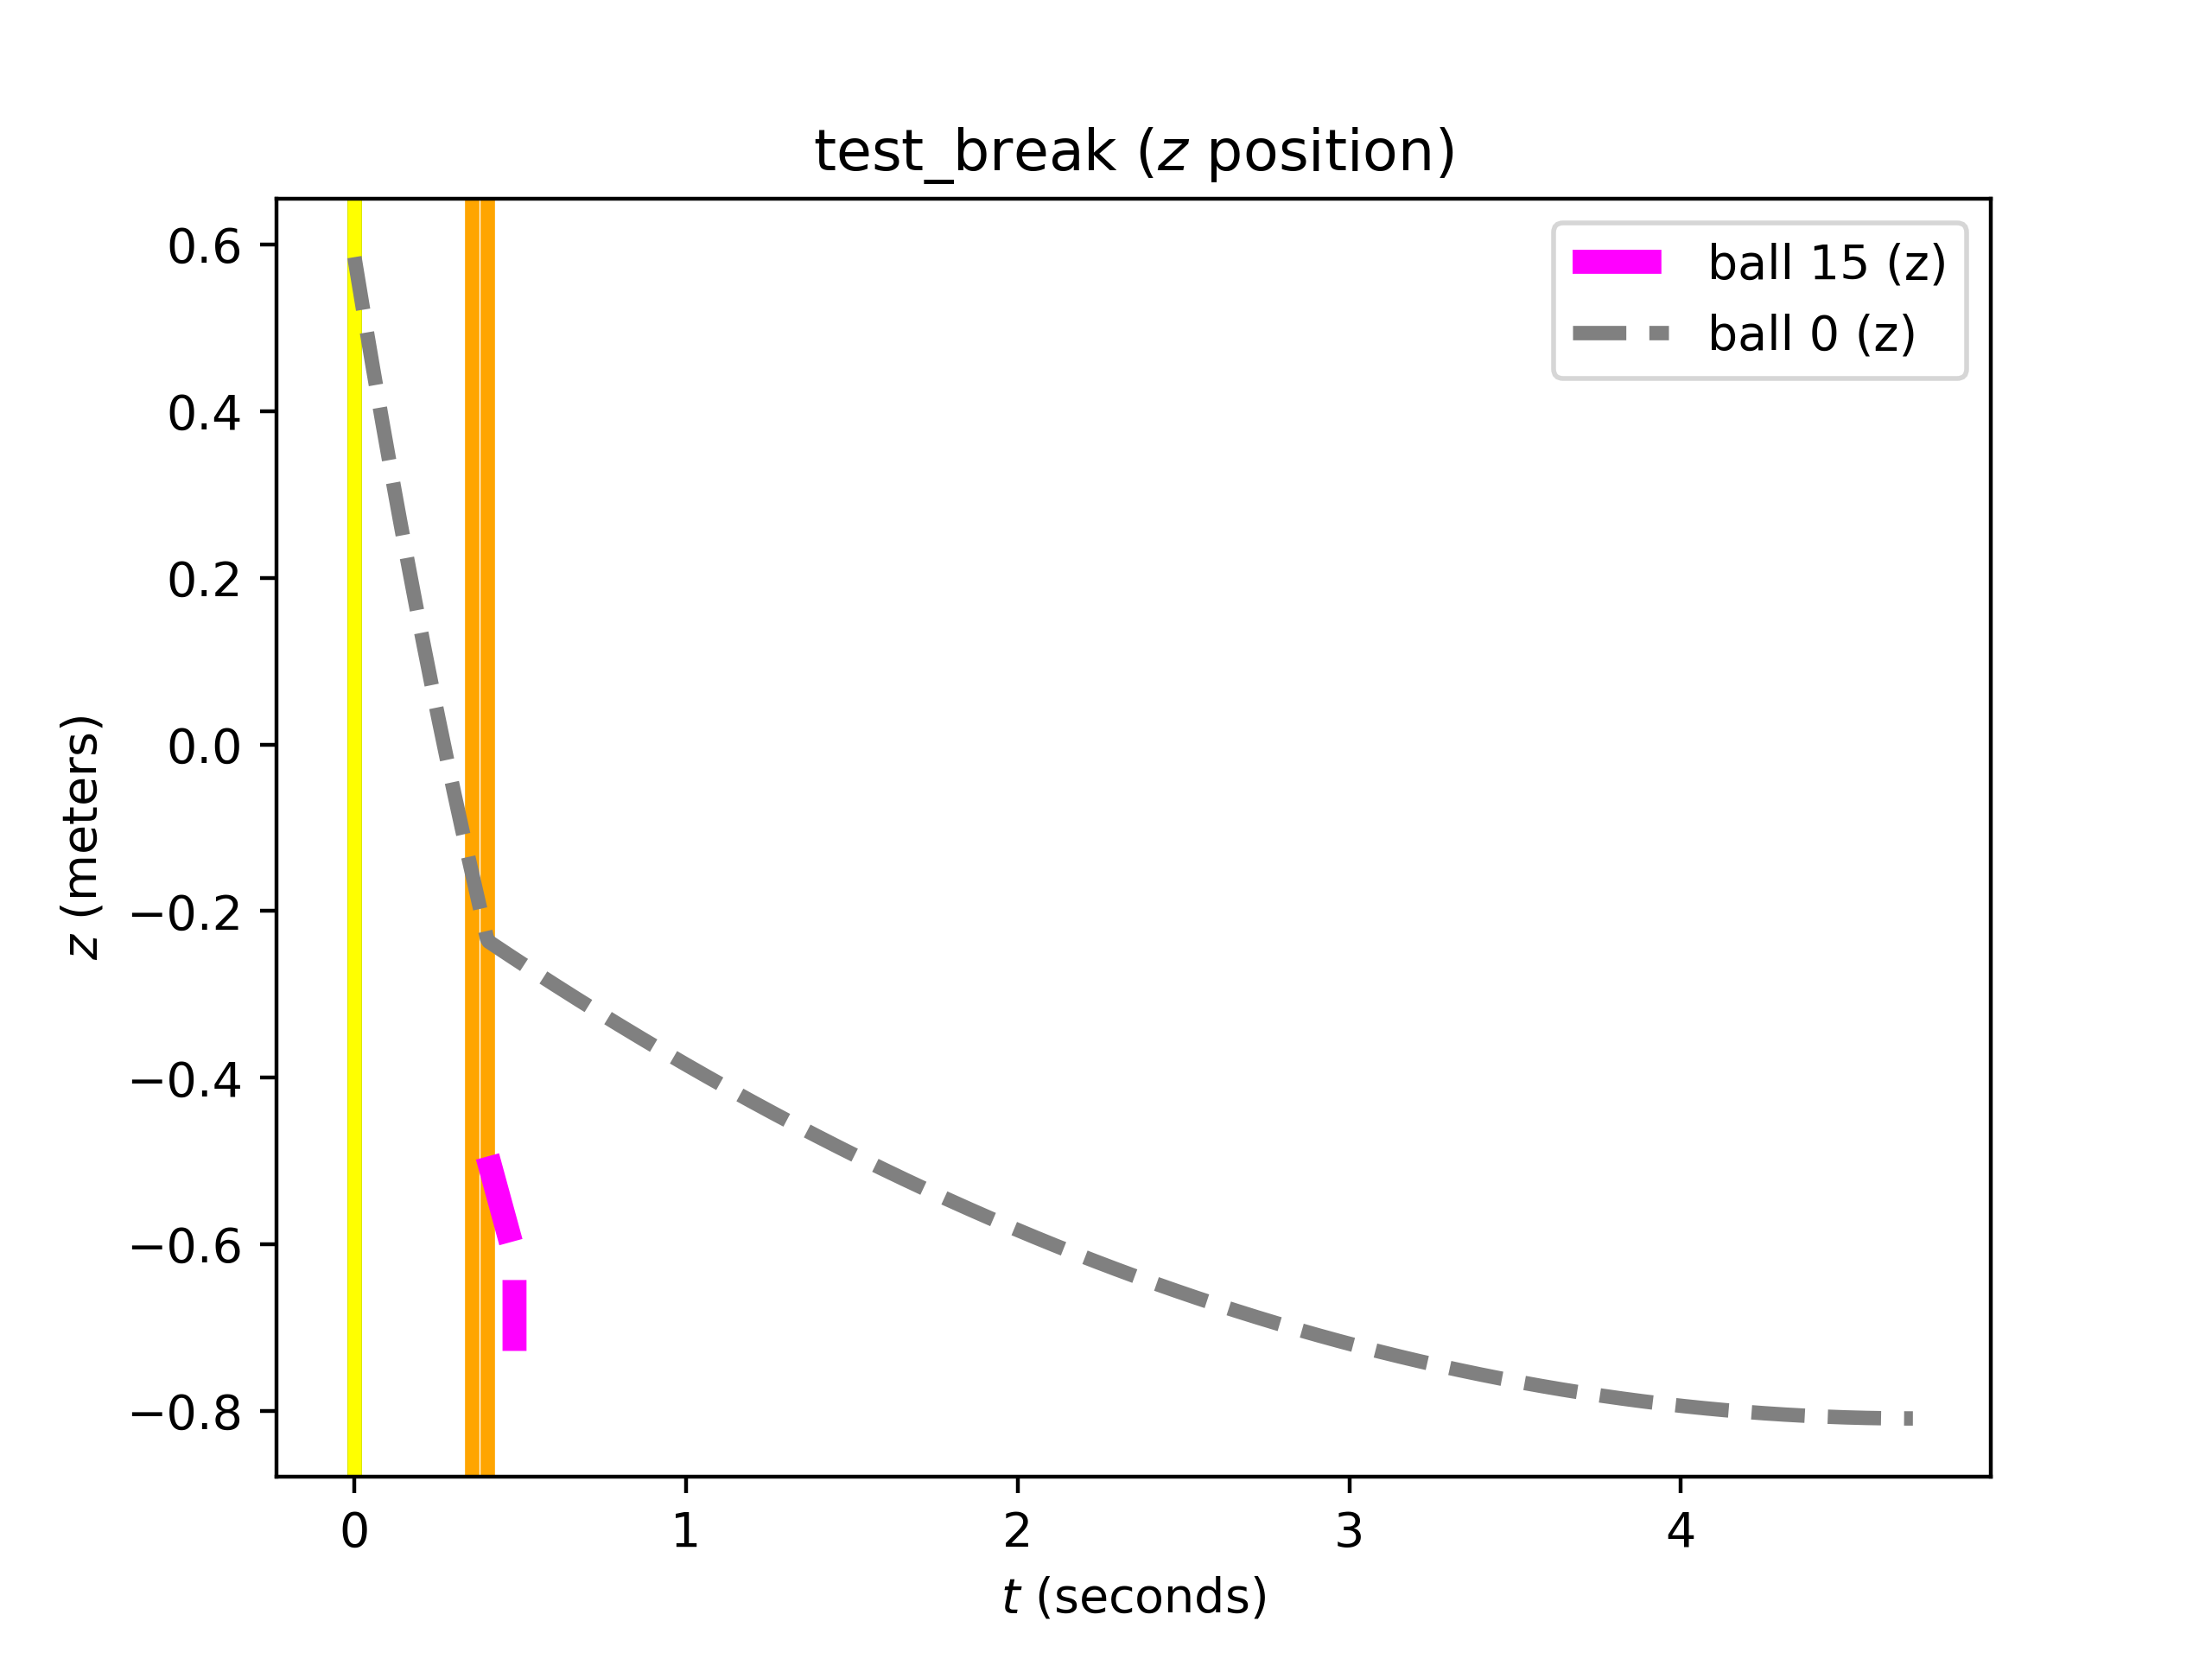 test_break (z position)
ball 15 (z)
ball 0 (z)
0.6
0.4
0.2
0.0
−0.2
−0.4
−0.6
−0.8
z (meters)
0 1 2 3 4
t (seconds)